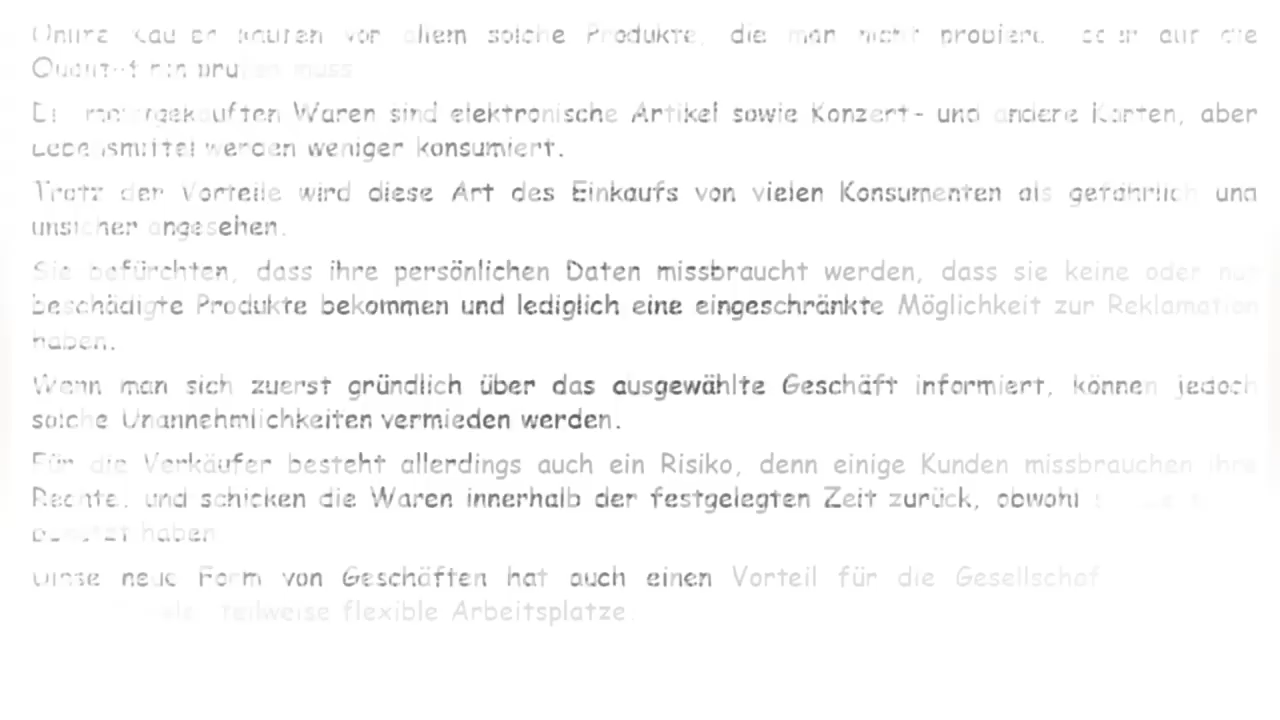 kaufen vor allem solche Produkte, die man nicht probieren oder auf die
muss
Waren sind elektronische Artikel sowie Konzert- und andere Karten, aber
Lebensmittel werden weniger konsumiert.
Trotz der Vorteile wird diese Art des Einkaufs von vielen Konsumenten als gefährlich und
unsicher angesehen.
Sie befürchten, dass ihre persönlichen Daten missbraucht werden, dass sie keine oder nur
beschädigte Produkte bekommen und lediglich eine eingeschränkte Möglichkeit zur Reklamation
haben.
Wenn man sich zuerst gründlich über das ausgewählte Geschäft informiert, können jedoch
solche Unannehmlichkeiten vermieden werden.
Für die Verkäufer besteht allerdings auch ein Risiko, denn einige Kunden missbrauchen ihre
Rechte, und schicken die Waren innerhalb der festgelegten Zeit zurück, obwohl
haben
Diese neue Form von Geschäften hat auch einen Vorteil für die
teilweise flexible Arbeitsplätze.